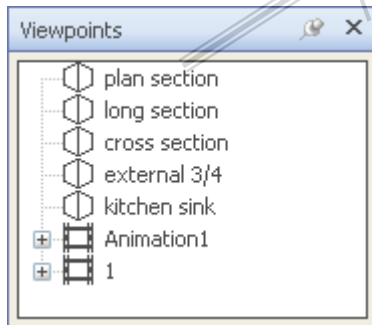 Viewpoints
plan section
long section
cross section
external 3/4
kitchen sink
Animation1
1